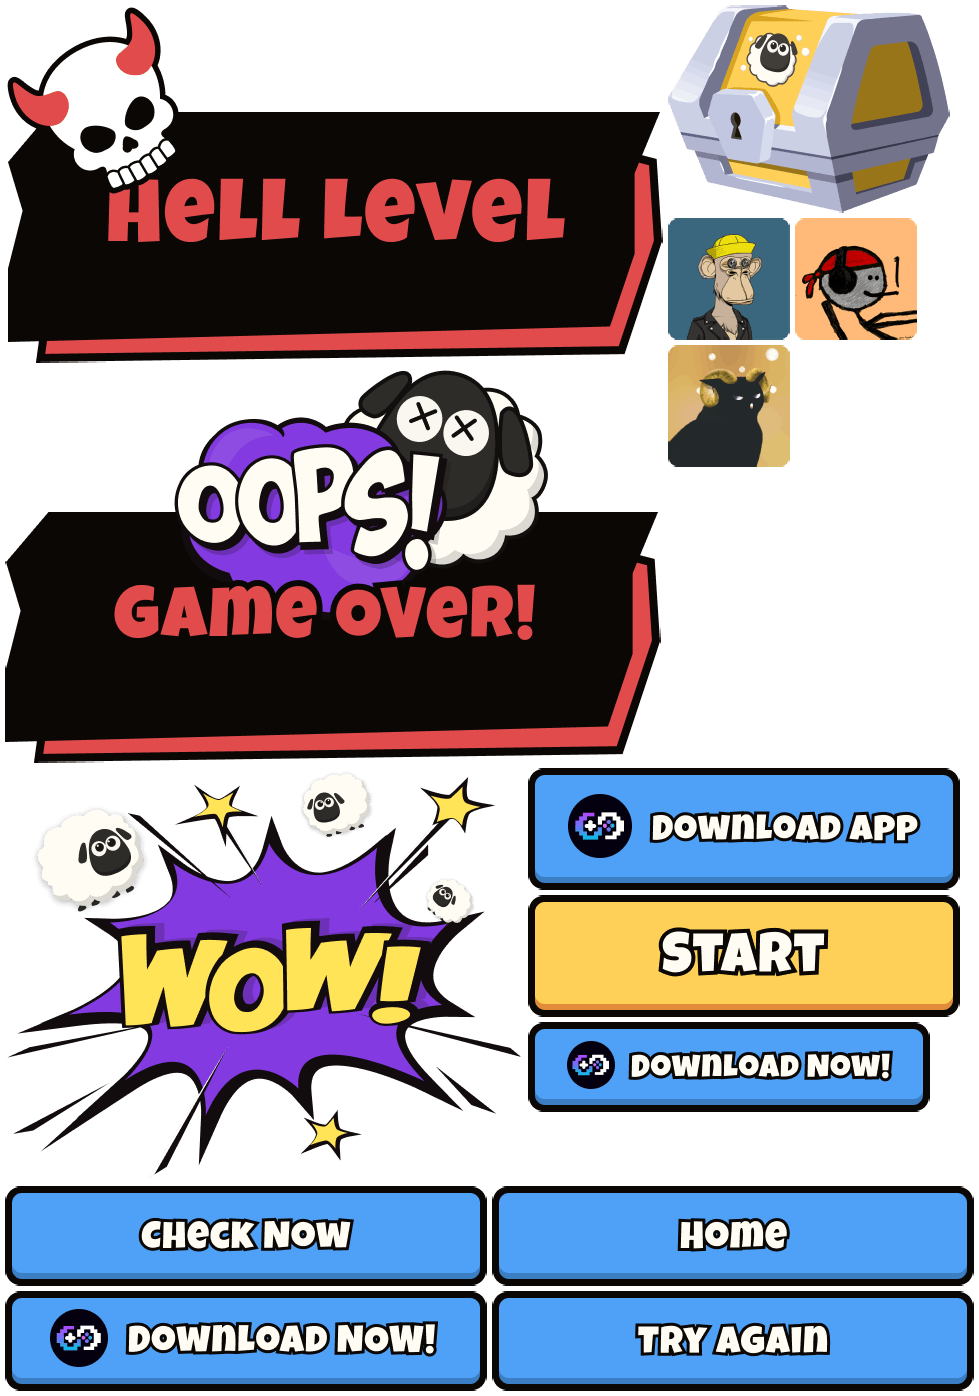 HELL LEVEL
OOPS!
GAME OVER!
WOW!
DOWNLOAD APP
START
DOWNLOAD NOW!
CHECK NOW
HOME
DOWNLOAD NOW!
TRY AGAIN